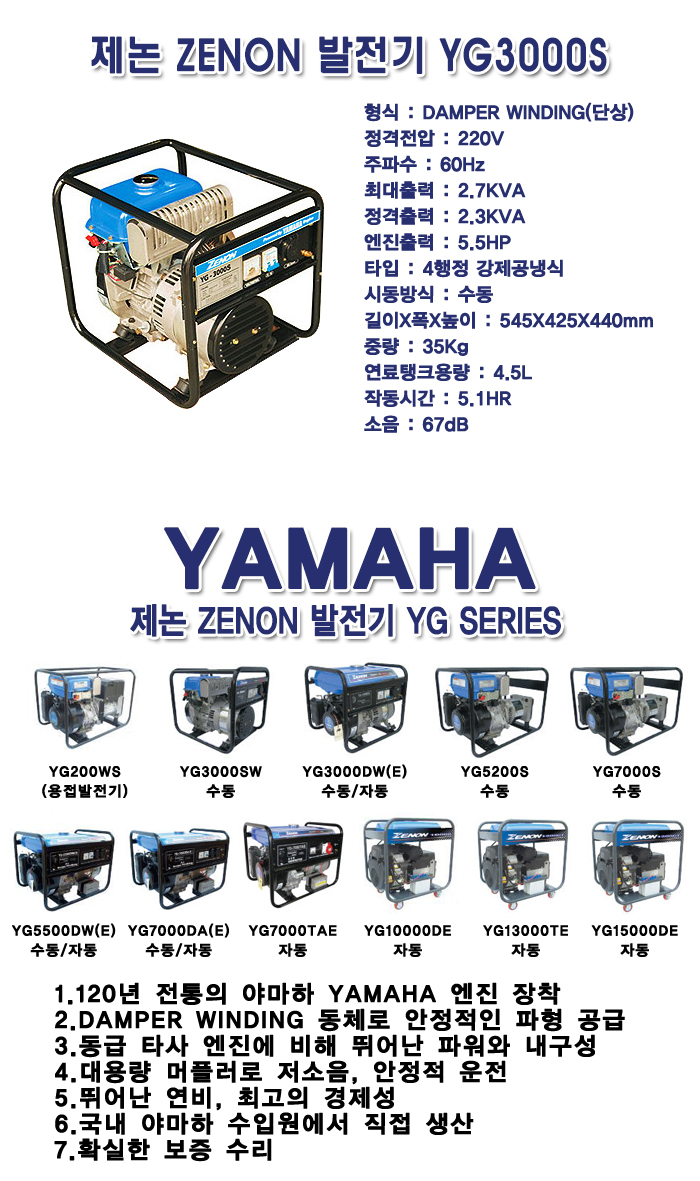 제논 ZENON 발전기 YG3000S
형식 : DAMPER WINDING(단상)
정격전압 : 220V
주파수 : 60Hz
최대출력 : 2.7KVA
정격출력 : 2.3KVA
엔진출력 : 5.5HP
타입 : 4행정 강제공냉식
시동방식 : 수동
길이X폭X높이 : 545X425X440mm
중량 : 35Kg
연료탱크용량 : 4.5L
작동시간 : 5.1HR
소음 : 67dB
ZENON
YAMAHA
YG-3000S
YAMAHA
제논 ZENON 발전기 YG SERIES
YG200WS
(용접발전기)
YG3000SW
수동
YG3000DW(E)
수동/자동
YG5200S
수동
YG7000S
수동
ZENON
ZENON
ZENON
YG5500DW(E)
수동/자동
YG7000DA(E)
수동/자동
YG7000TAE
자동
YG10000DE
자동
YG13000TE
자동
YG15000DE
자동
1.120년 전통의 야마하 YAMAHA 엔진 장착
2.DAMPER WINDING 동체로 안정적인 파형 공급
3.동급 타사 엔진에 비해 뛰어난 파워와 내구성
4.대용량 머플러로 저소음, 안정적 운전
5.뛰어난 연비, 최고의 경제성
6.국내 야마하 수입원에서 직접 생산
7.확실한 보증 수리